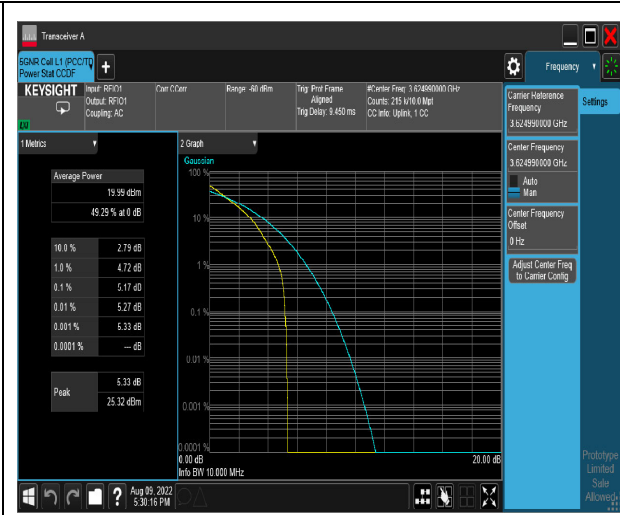 Transceiver A
5GNR Cell L1 (PCC/TD
Power Stat CCDF
Frequency
KEYSIGHT
Input: RFIO1
Output: RFIO1
Coupling: AC
Corr CCorr
Range: -60 dBm
Trig: Prot Frame
Aligned
Trig Delay: 9.450 ms
#Center Freq: 3.624990000 GHz
Counts: 215 k/10.0 Mpt
CC Info: Uplink, 1 CC
1 Metrics
Average Power
19.99 dBm
49.29 % at 0 dB
10.0 % 2.79 dB
1.0 % 4.72 dB
0.1 % 5.17 dB
0.01 % 5.27 dB
0.001 % 5.33 dB
0.0001 % --- dB
Peak
5.33 dB
25.32 dBm
2 Graph
Gaussian
100 %
10 %
1 %
0.1 %
0.01 %
0.001 %
0.0001 %
0.00 dB
20.00 dB
Info BW 10.000 MHz
Carrier Reference
Frequency
3.624990000 GHz
Center Frequency
3.624990000 GHz
Auto
Man
Center Frequency
Offset
0 Hz
Adjust Center Freq
to Carrier Config
Settings
Prototype
Limited
Sale
Allowed
Aug 09, 2022
5:30:16 PM